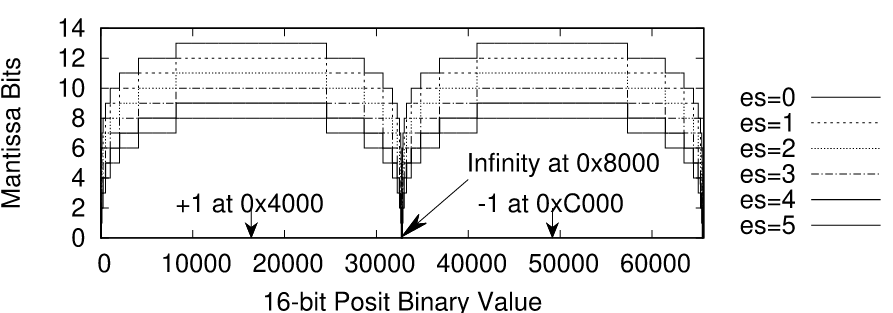 14
12
10
8
6
4
2
0
Mantissa Bits
Infinity at 0x8000
+1 at 0x4000
-1 at 0xC000
0 10000 20000 30000 40000 50000 60000
16-bit Posit Binary Value
es=0
es=1
es=2
es=3
es=4
es=5